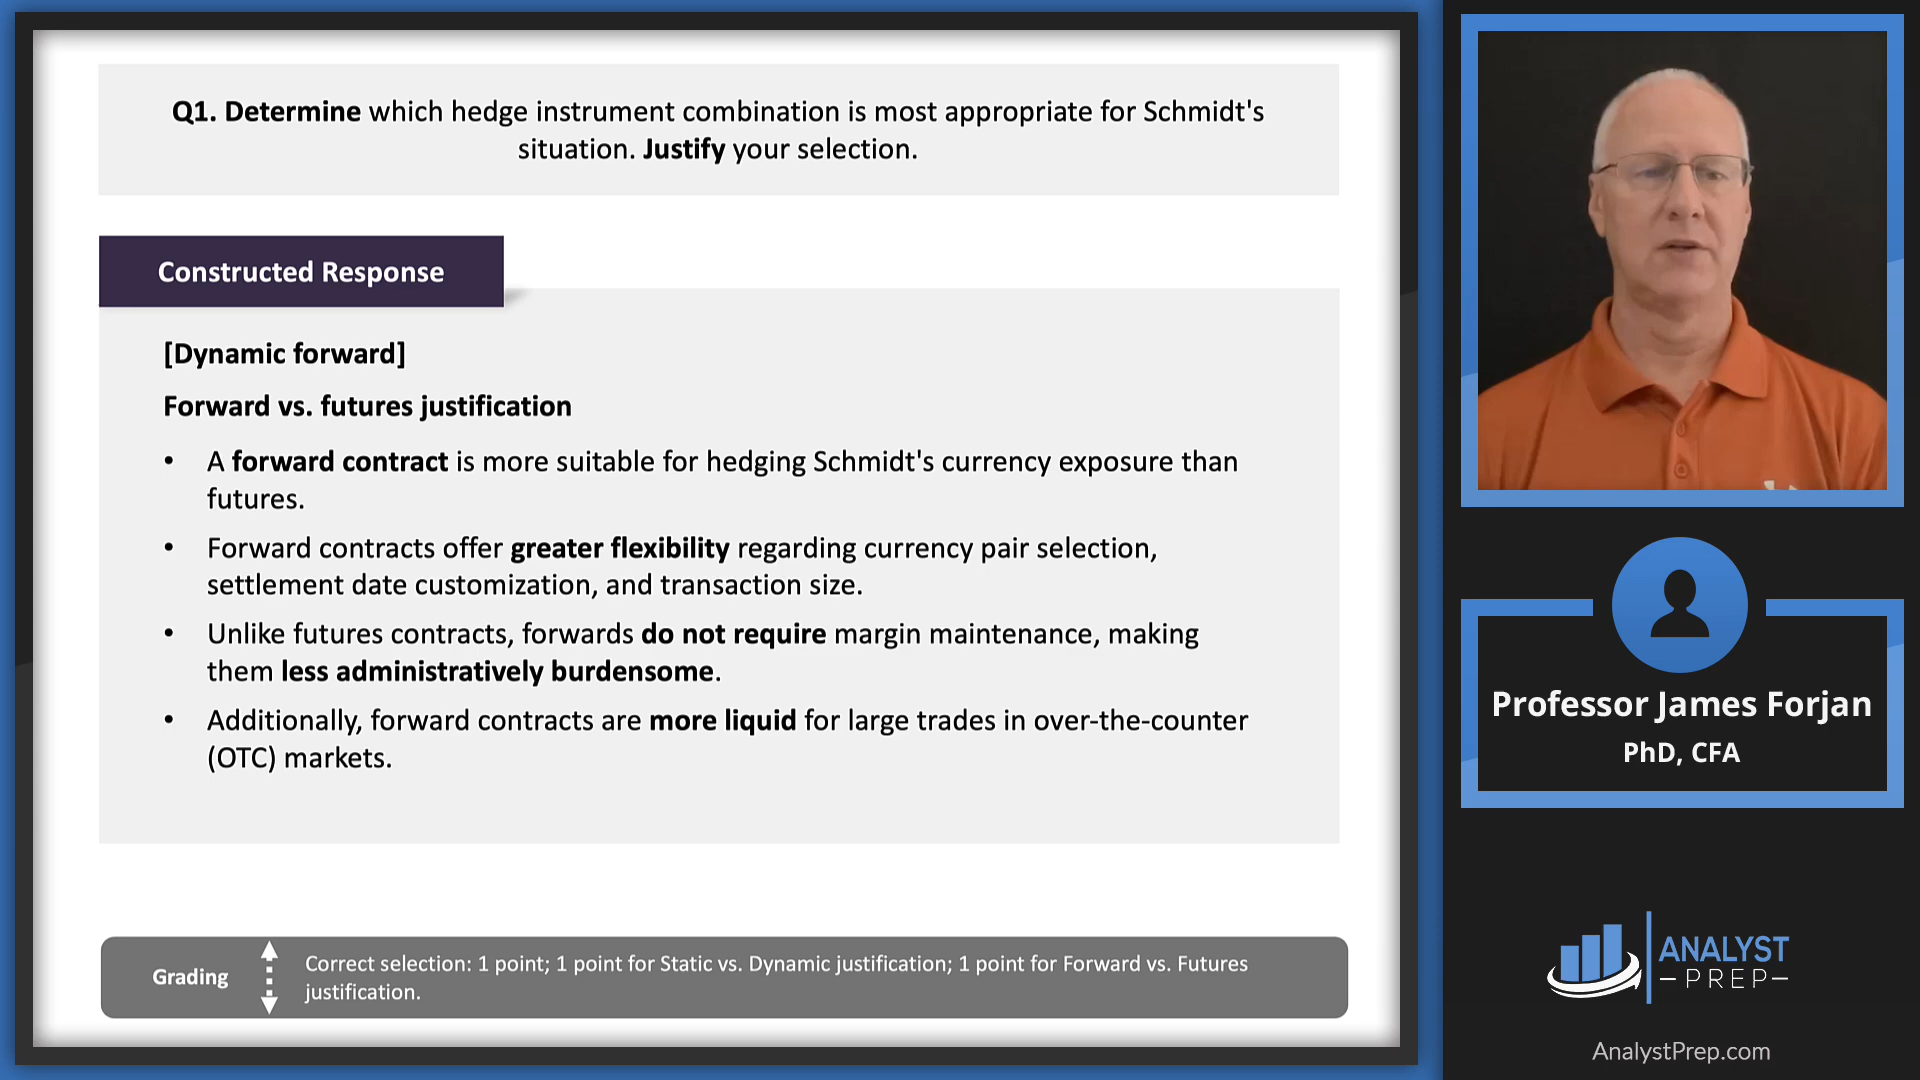 Q1. Determine which hedge instrument combination is most appropriate for Schmidt's
situation. Justify your selection.
Constructed Response
[Dynamic forward]
Forward vs. futures justification
• A forward contract is more suitable for hedging Schmidt's currency exposure than
futures.
• Forward contracts offer greater flexibility regarding currency pair selection,
settlement date customization, and transaction size.
• Unlike futures contracts, forwards do not require margin maintenance, making
them less administratively burdensome.
• Additionally, forward contracts are more liquid for large trades in over-the-counter
(OTC) markets.
Grading
Correct selection: 1 point; 1 point for Static vs. Dynamic justification; 1 point for Forward vs. Futures
justification.
Professor James Forjan
PhD, CFA
ANALYST
PREP
AnalystPrep.com